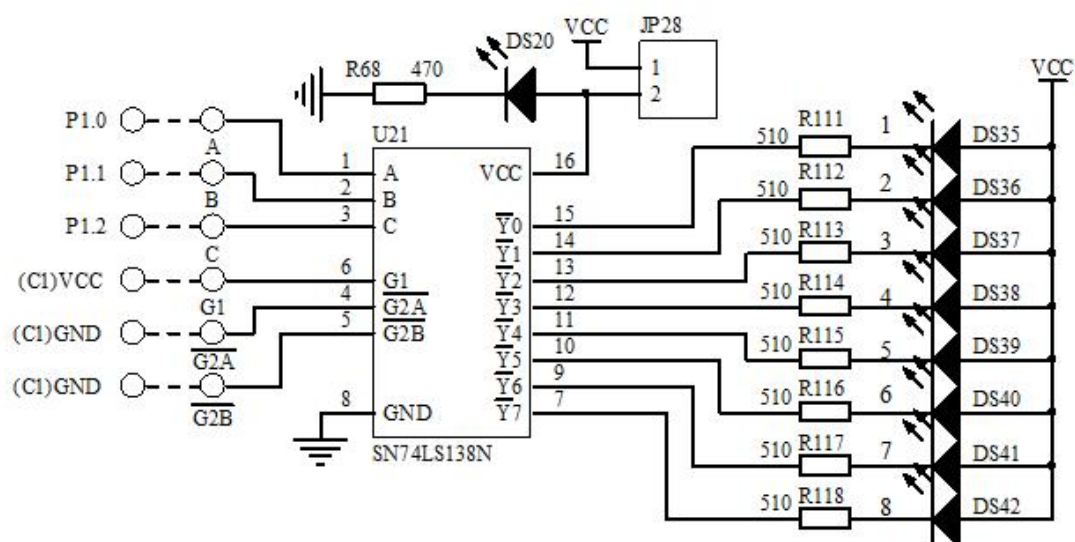 VCC
JP28
1
2
DS20
R68 470
VCC
P1.0
A
P1.1
B
P1.2
C
(C1)VCC
G1
(C1)GND
G2A
(C1)GND
G2B
U21
1 A
2 B
3 C
6 G1
4 G2A
5 G2B
8 GND
VCC 16
Y0 15
Y1 14
Y2 13
Y3 12
Y4 11
Y5 10
Y6 9
Y7 7
SN74LS138N
510 R111 1 DS35
510 R112 2 DS36
510 R113 3 DS37
510 R114 4 DS38
510 R115 5 DS39
510 R116 6 DS40
510 R117 7 DS41
510 R118 8 DS42